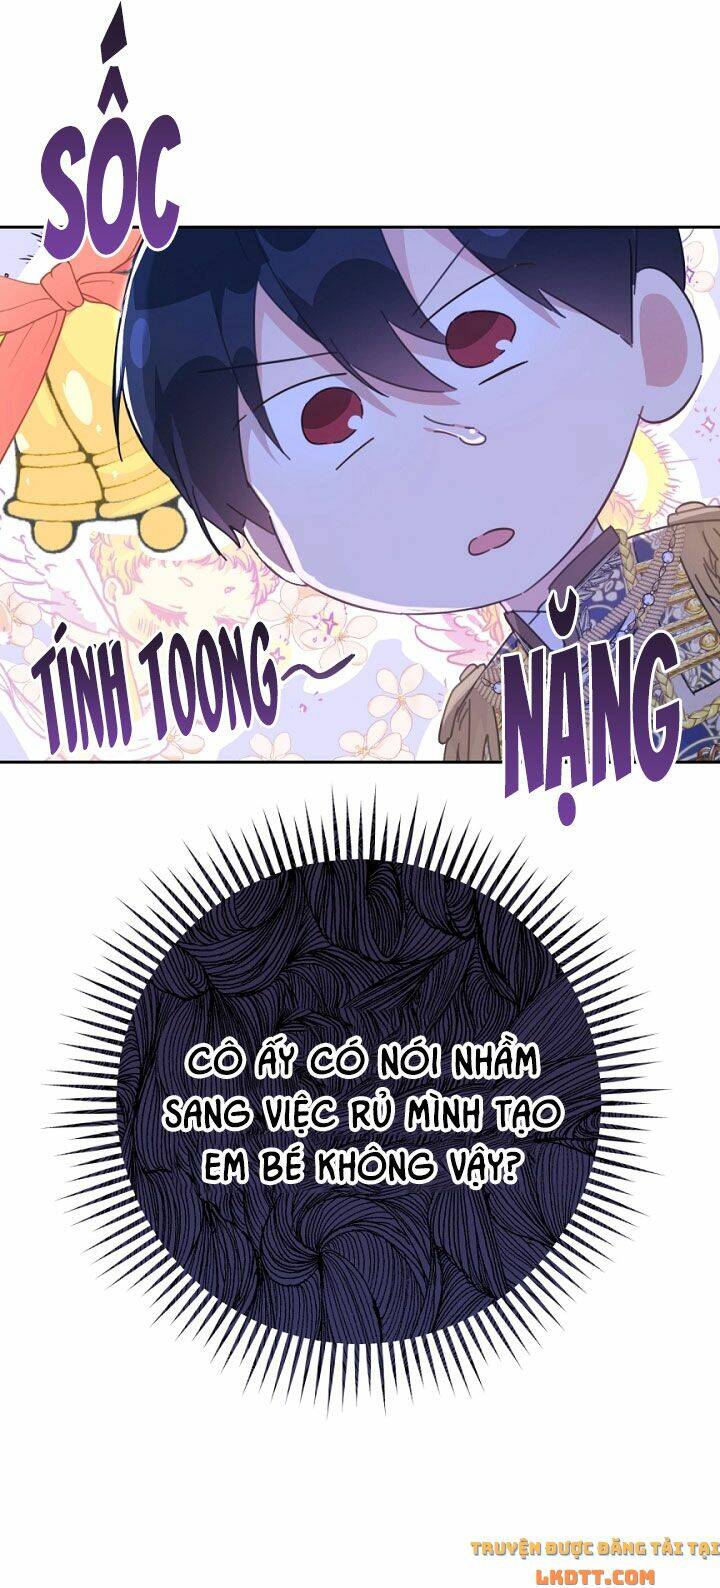 SỐC
TÍNH TOONG~
NẶNG
CÔ ẤY CÓ NÓI NHẦM
SANG VIỆC RỦ MÌNH TẠO
EM BÉ KHÔNG VẬY?
TRUYỆN ĐƯỢC ĐĂNG TẢI TẠI
LKDTT.COM